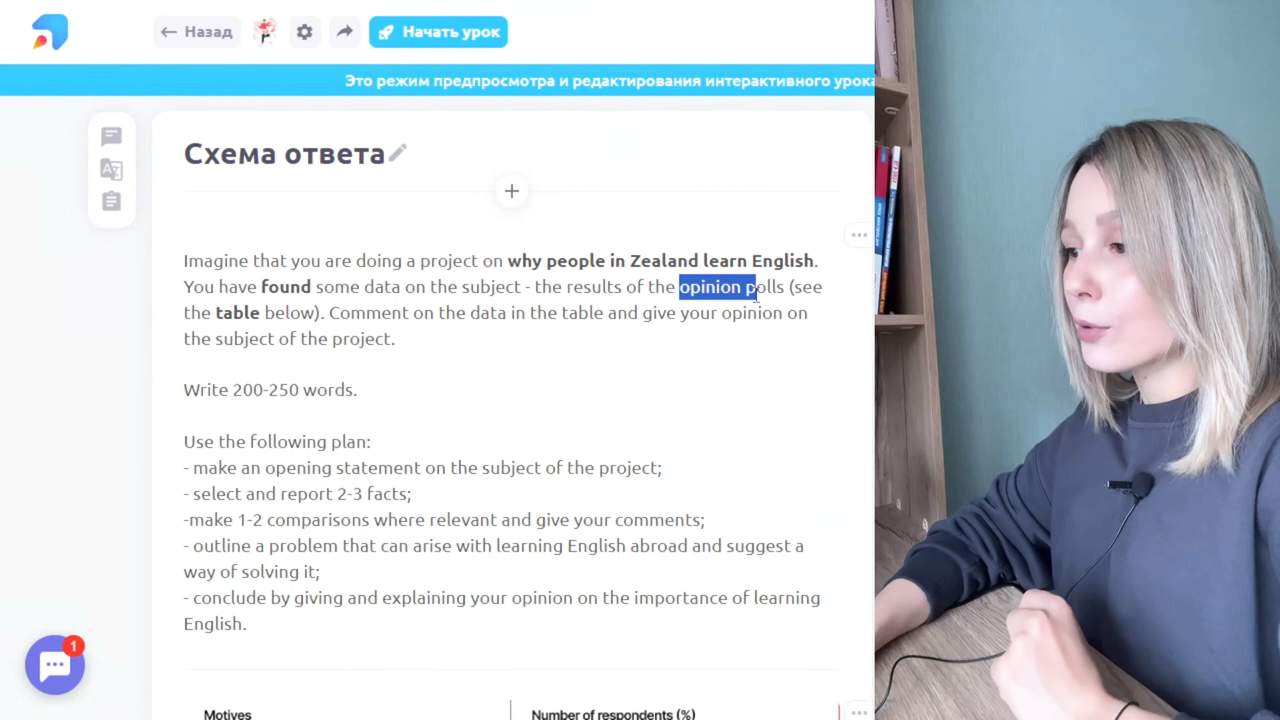 Назад
Начать урок
Это режим предпросмотра и редактирования интерактивного урока
Схема ответа
Imagine that you are doing a project on why people in Zealand learn English.
You have found some data on the subject - the results of the opinion polls (see
the table below). Comment on the data in the table and give your opinion on
the subject of the project.
Write 200-250 words.
Use the following plan:
- make an opening statement on the subject of the project;
- select and report 2-3 facts;
-make 1-2 comparisons where relevant and give your comments;
- outline a problem that can arise with learning English abroad and suggest a
way of solving it;
- conclude by giving and explaining your opinion on the importance of learning
English.
1
Motives
Number of respondents (%)